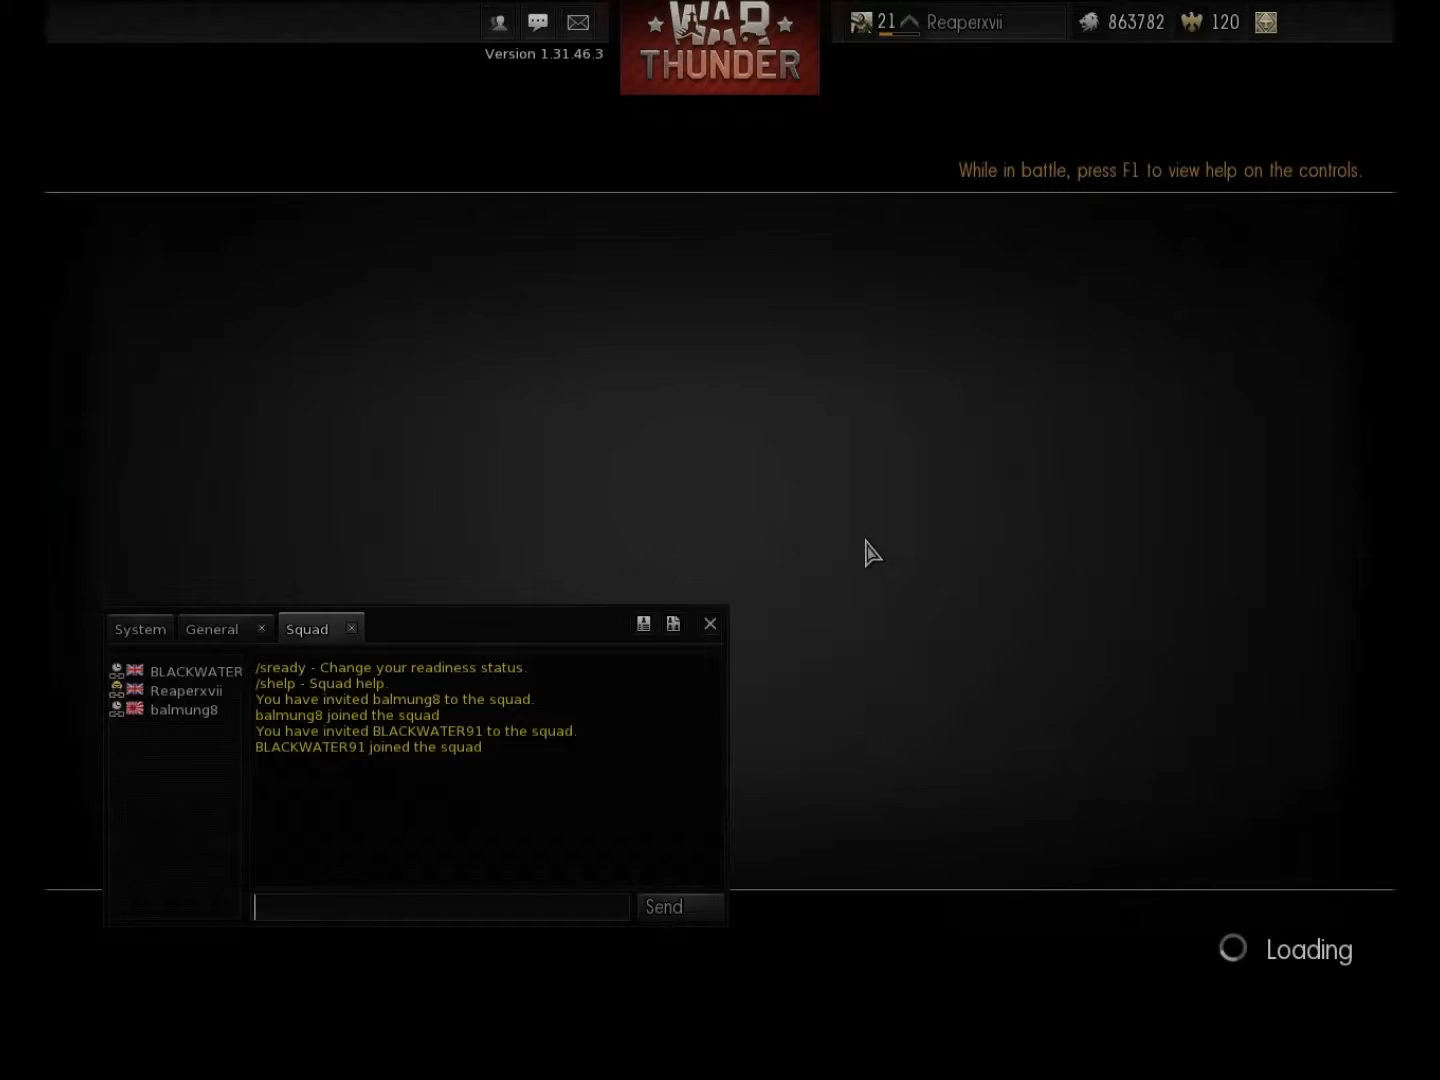 WAR
THUNDER
21 Reaperxvii 863782 120
Version 1.31.46.3
While in battle, press F1 to view help on the controls.
System General Squad
BLACKWATER
Reaperxvii
balmung8
/sready - Change your readiness status.
/shelp - Squad help.
You have invited balmung8 to the squad.
balmung8 joined the squad
You have invited BLACKWATER91 to the squad.
BLACKWATER91 joined the squad
Send
Loading